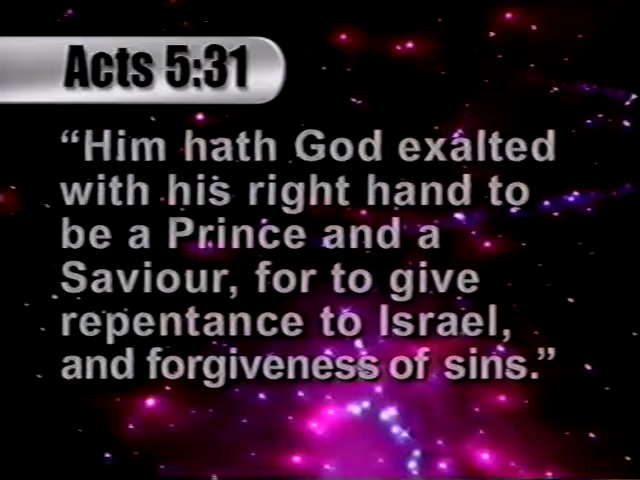 Acts 5:31
“Him hath God exalted
with his right hand to
be a Prince and a
Saviour, for to give
repentance to Israel,
and forgiveness of sins.”